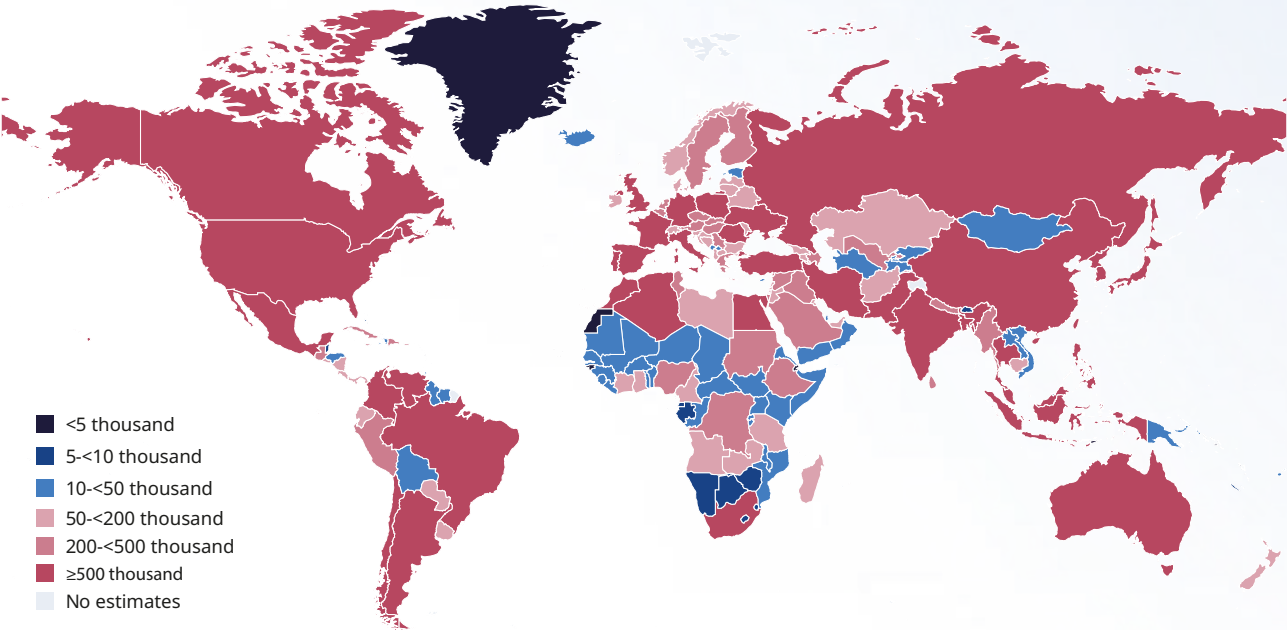 <5 thousand
5-<10 thousand
10-<50 thousand
50-<200 thousand
200-<500 thousand
≥500 thousand
No estimates